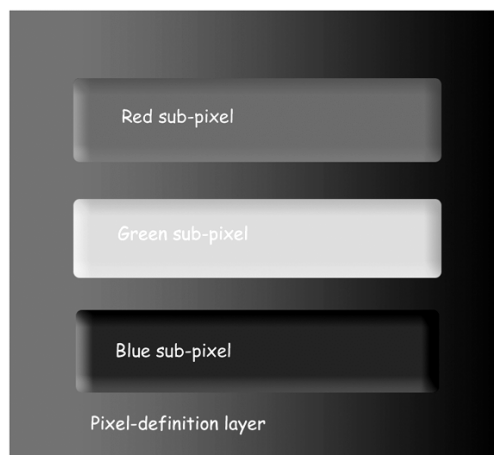 Red sub-pixel
Green sub-pixel
Blue sub-pixel
Pixel-definition layer